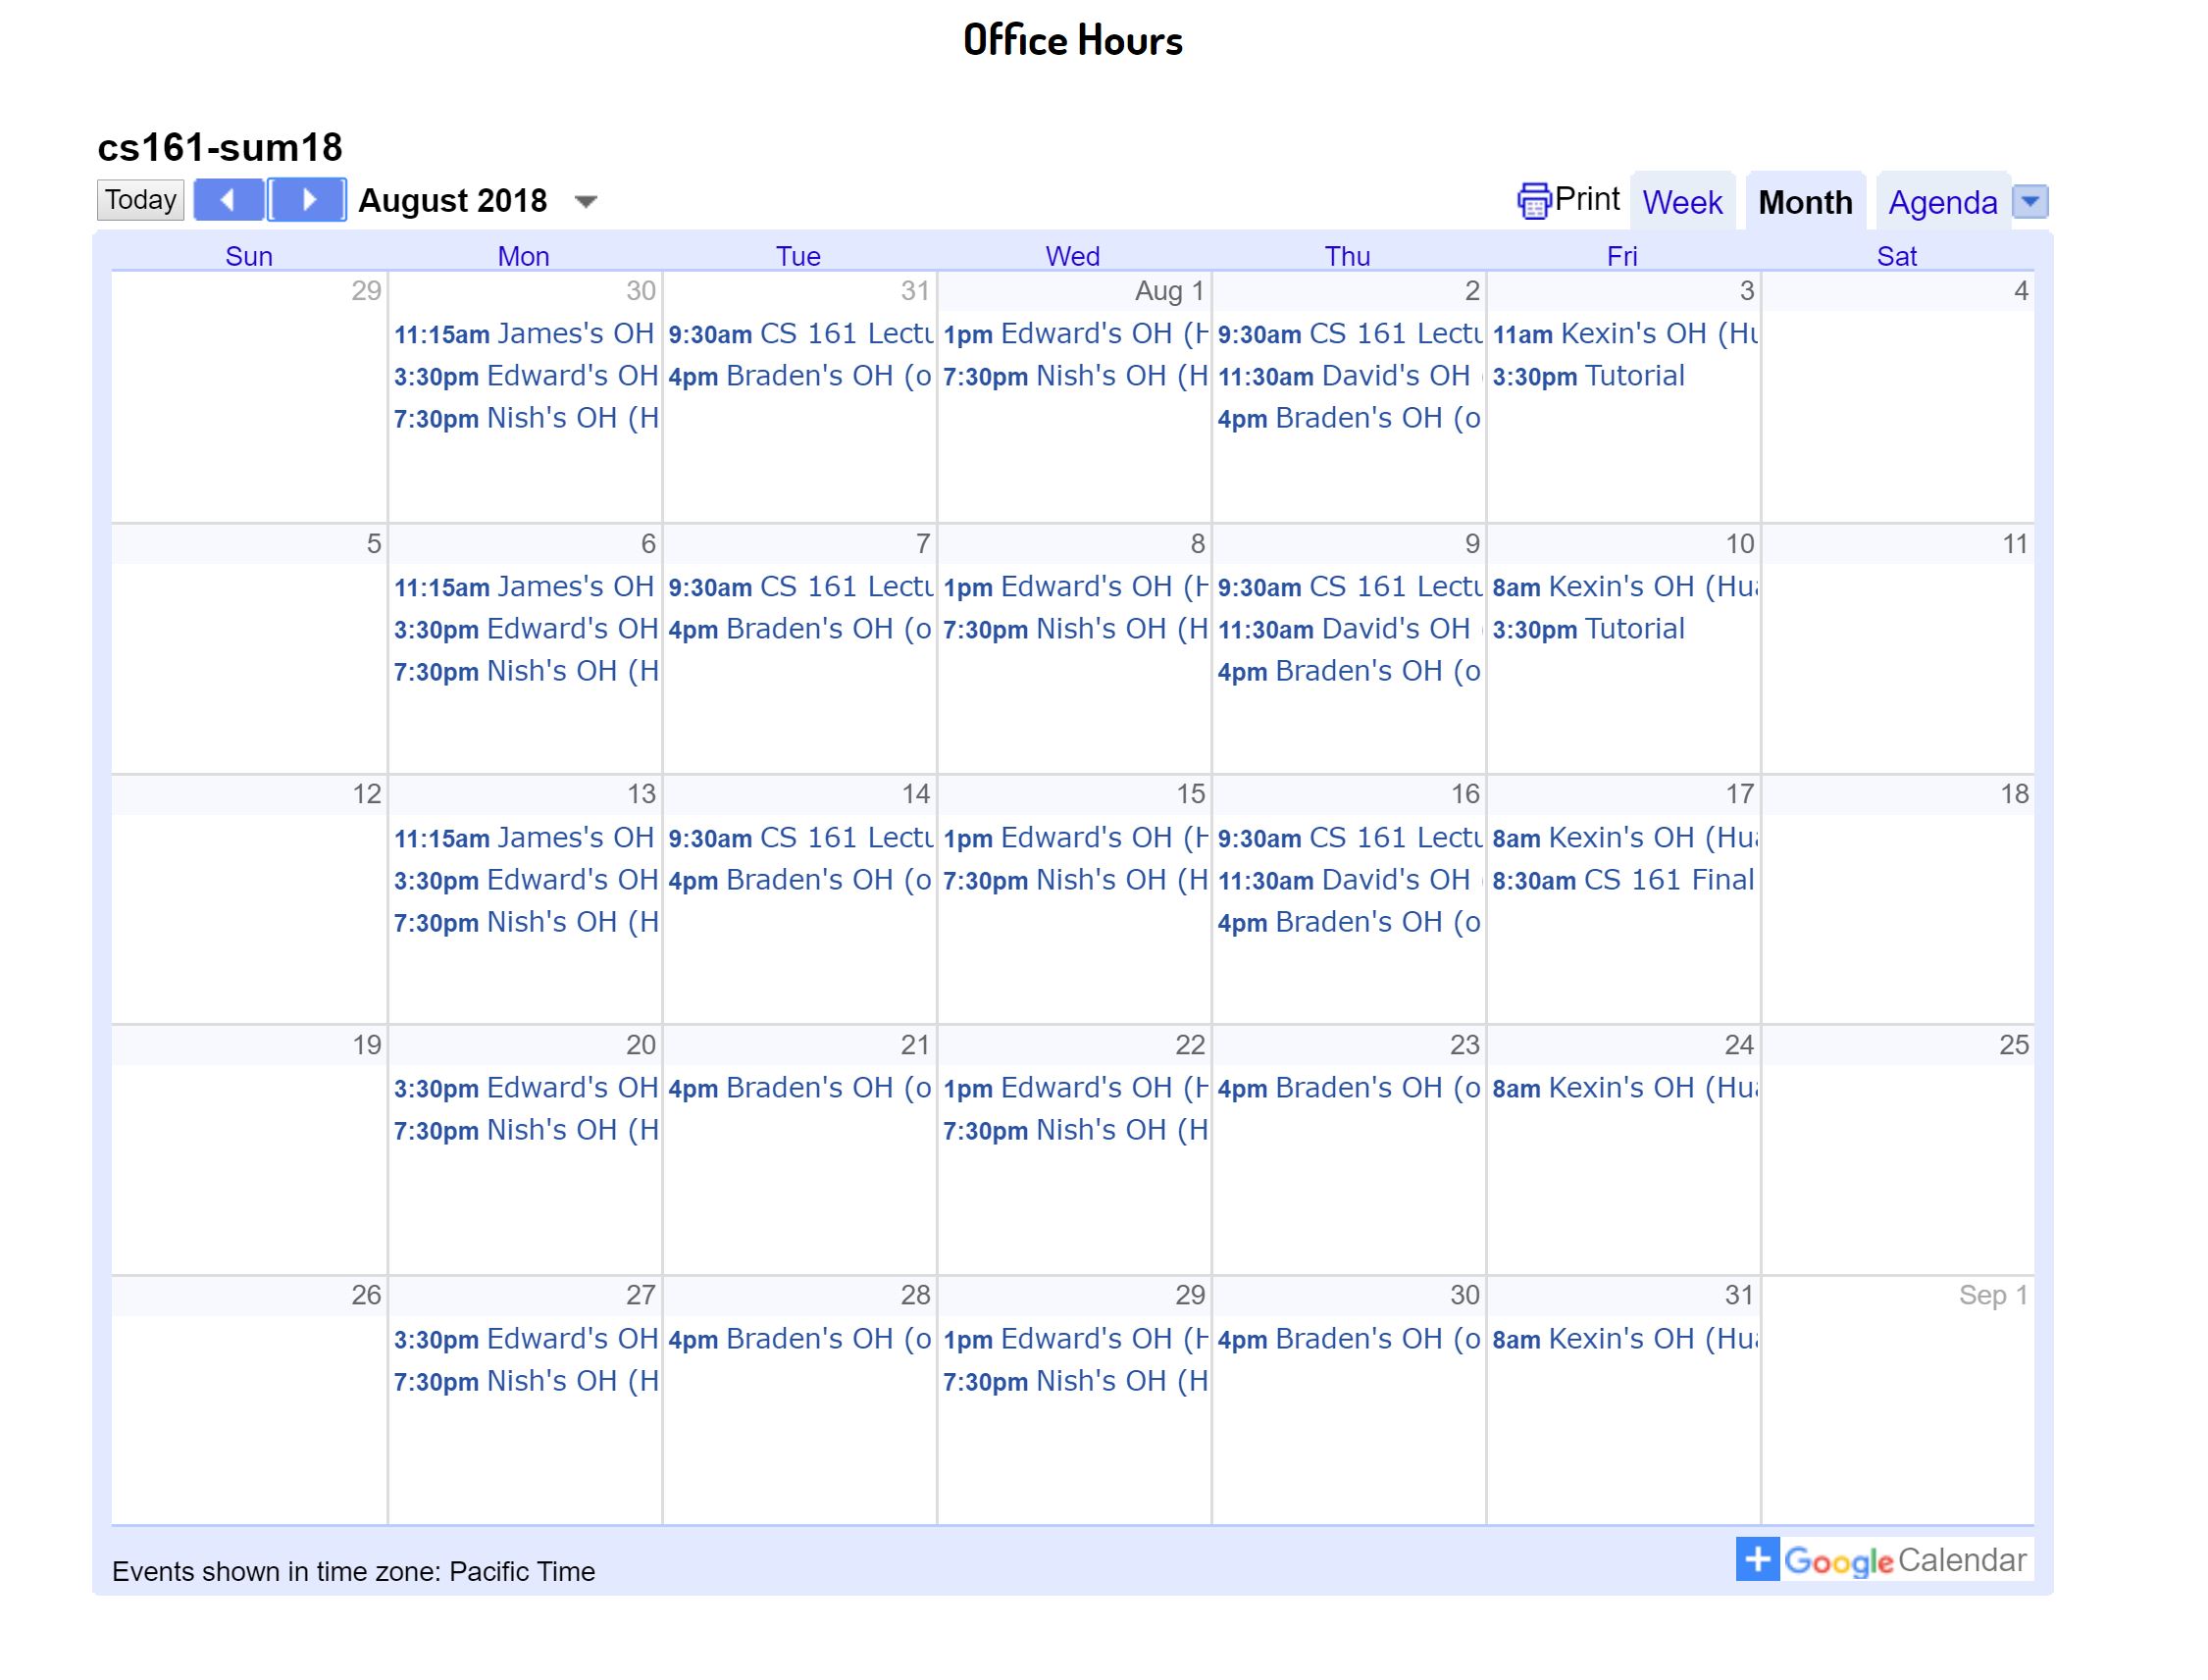 Office Hours
cs161-sum18
Today August 2018 Print Week Month Agenda
Sun Mon Tue Wed Thu Fri Sat
29 30 31 Aug 1 2 3 4
11:15am James's OH 9:30am CS 161 Lectu 1pm Edward's OH (H 9:30am CS 161 Lectu 11am Kexin's OH (Hu
3:30pm Edward's OH 4pm Braden's OH (o 7:30pm Nish's OH (H 11:30am David's OH 3:30pm Tutorial
7:30pm Nish's OH (H 4pm Braden's OH (o
5 6 7 8 9 10 11
11:15am James's OH 9:30am CS 161 Lectu 1pm Edward's OH (H 9:30am CS 161 Lectu 8am Kexin's OH (Hua
3:30pm Edward's OH 4pm Braden's OH (o 7:30pm Nish's OH (H 11:30am David's OH ( 3:30pm Tutorial
7:30pm Nish's OH (H 4pm Braden's OH (o
12 13 14 15 16 17 18
11:15am James's OH 9:30am CS 161 Lectu 1pm Edward's OH (H 9:30am CS 161 Lectu 8am Kexin's OH (Hua
3:30pm Edward's OH 4pm Braden's OH (o 7:30pm Nish's OH (H 11:30am David's OH ( 8:30am CS 161 Final
7:30pm Nish's OH (H 4pm Braden's OH (o
19 20 21 22 23 24 25
3:30pm Edward's OH 4pm Braden's OH (o 1pm Edward's OH (H 4pm Braden's OH (o 8am Kexin's OH (Hua
7:30pm Nish's OH (H 7:30pm Nish's OH (H
26 27 28 29 30 31 Sep 1
3:30pm Edward's OH 4pm Braden's OH (o 1pm Edward's OH (H 4pm Braden's OH (o 8am Kexin's OH (Hua
7:30pm Nish's OH (H 7:30pm Nish's OH (H
Events shown in time zone: Pacific Time
Google Calendar